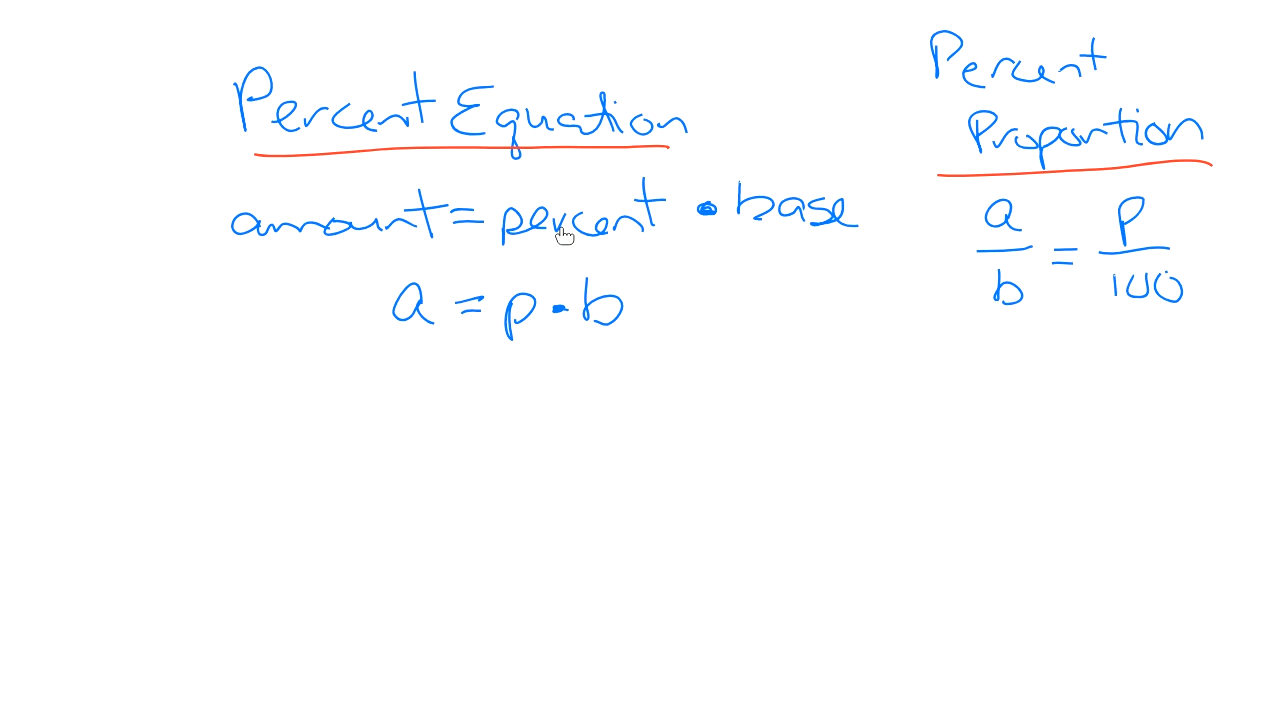 Percent Equation
amount = percent • base
a = p • b
Percent
Proportion
a/b = p/100